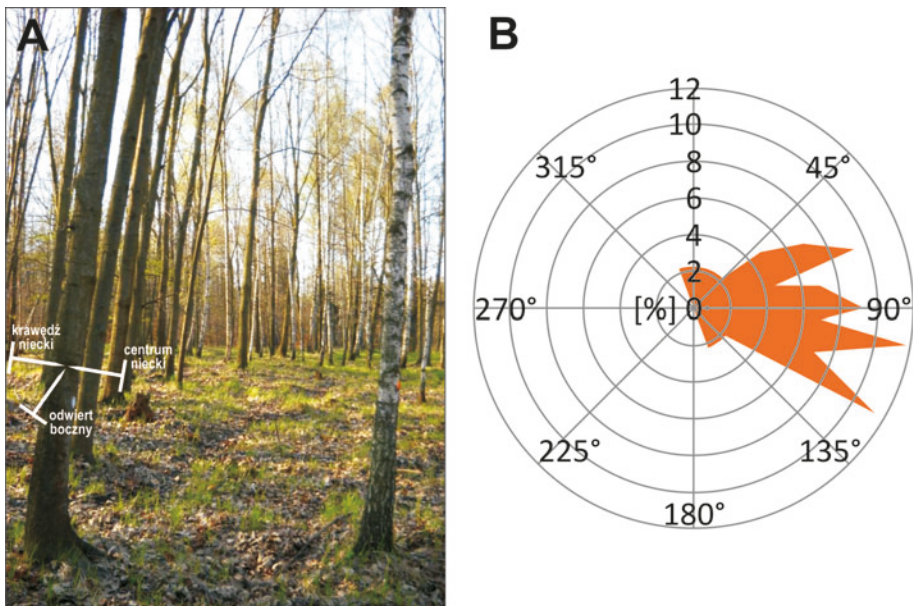 A
krawędź
niecki
centrum
niecki
odwiert
boczny
B
12
10
8
6
4
2
[%] 0
315°
45°
270°
90°
225°
135°
180°